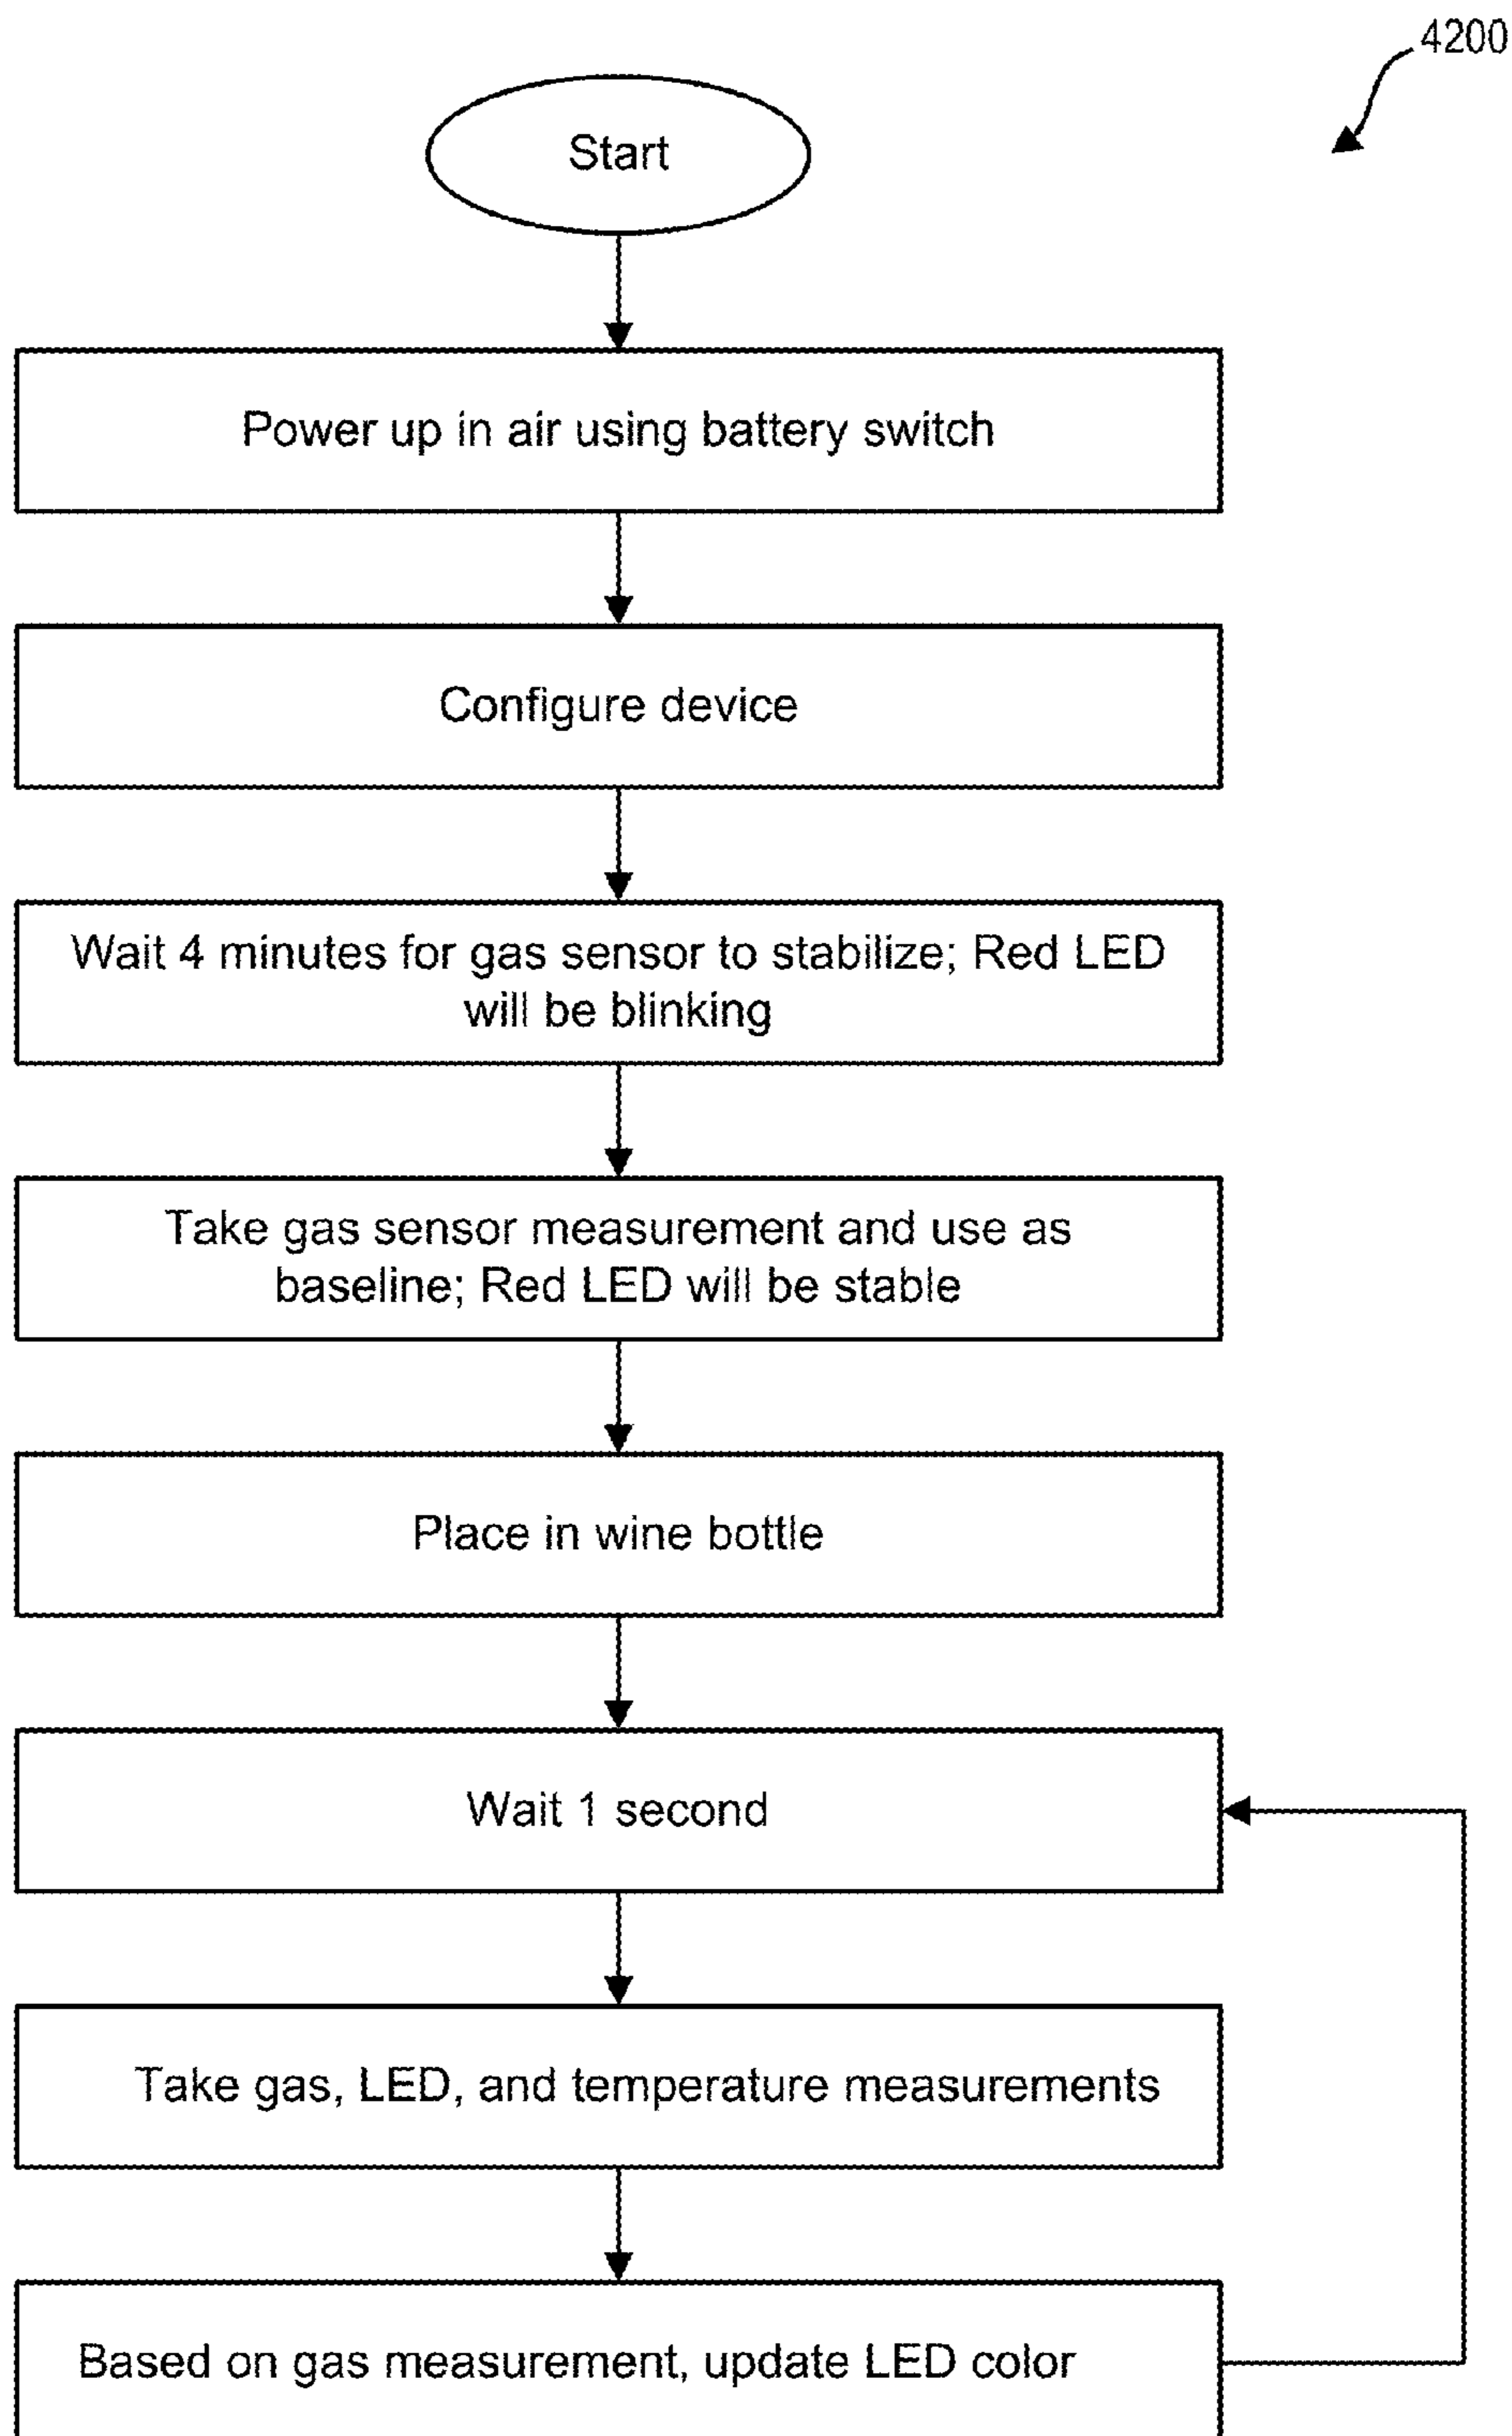 4200
Start
Power up in air using battery switch
Configure device
Wait 4 minutes for gas sensor to stabilize; Red LED
will be blinking
Take gas sensor measurement and use as
baseline; Red LED will be stable
Place in wine bottle
Wait 1 second
Take gas, LED, and temperature measurements
Based on gas measurement, update LED color